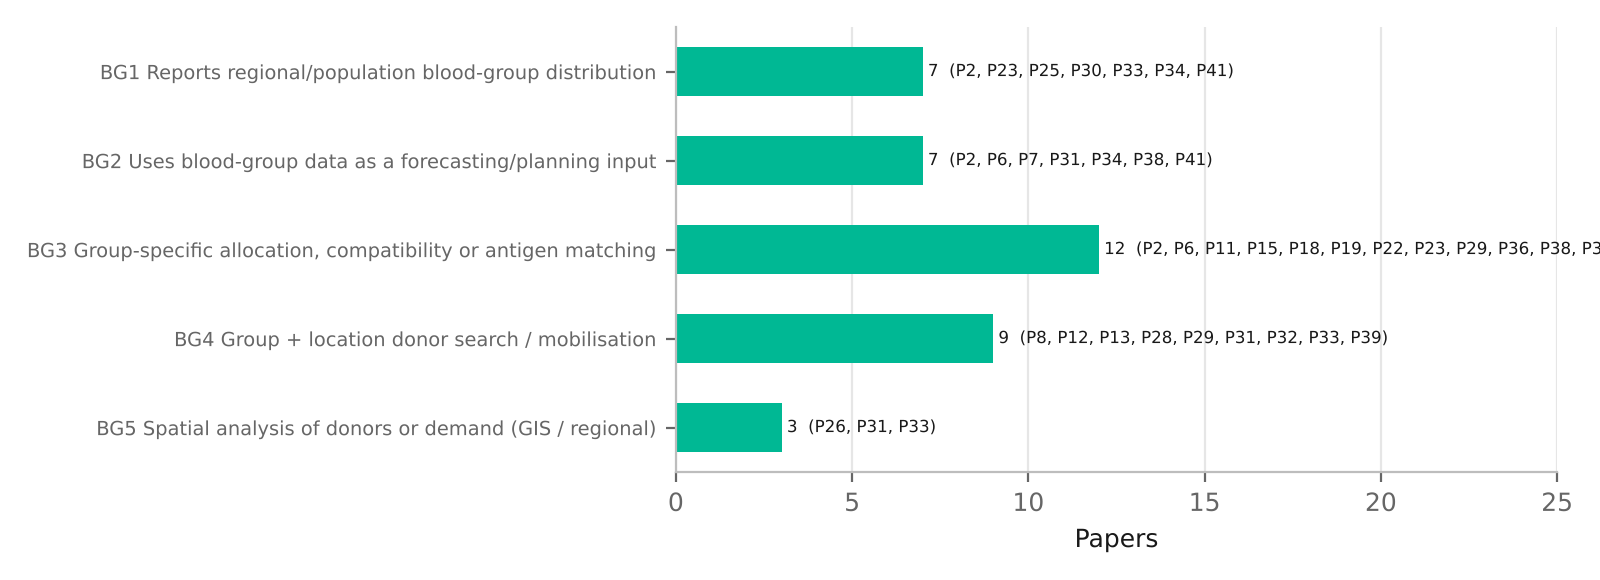 BG1 Reports regional/population blood-group distribution
7 (P2, P23, P25, P30, P33, P34, P41)
BG2 Uses blood-group data as a forecasting/planning input
7 (P2, P6, P7, P31, P34, P38, P41)
BG3 Group-specific allocation, compatibility or antigen matching
12 (P2, P6, P11, P15, P18, P19, P22, P23, P29, P36, P38,
BG4 Group + location donor search / mobilisation
9 (P8, P12, P13, P28, P29, P31, P32, P33, P39)
BG5 Spatial analysis of donors or demand (GIS / regional)
3 (P26, P31, P33)
0 5 10 15 20 25
Papers